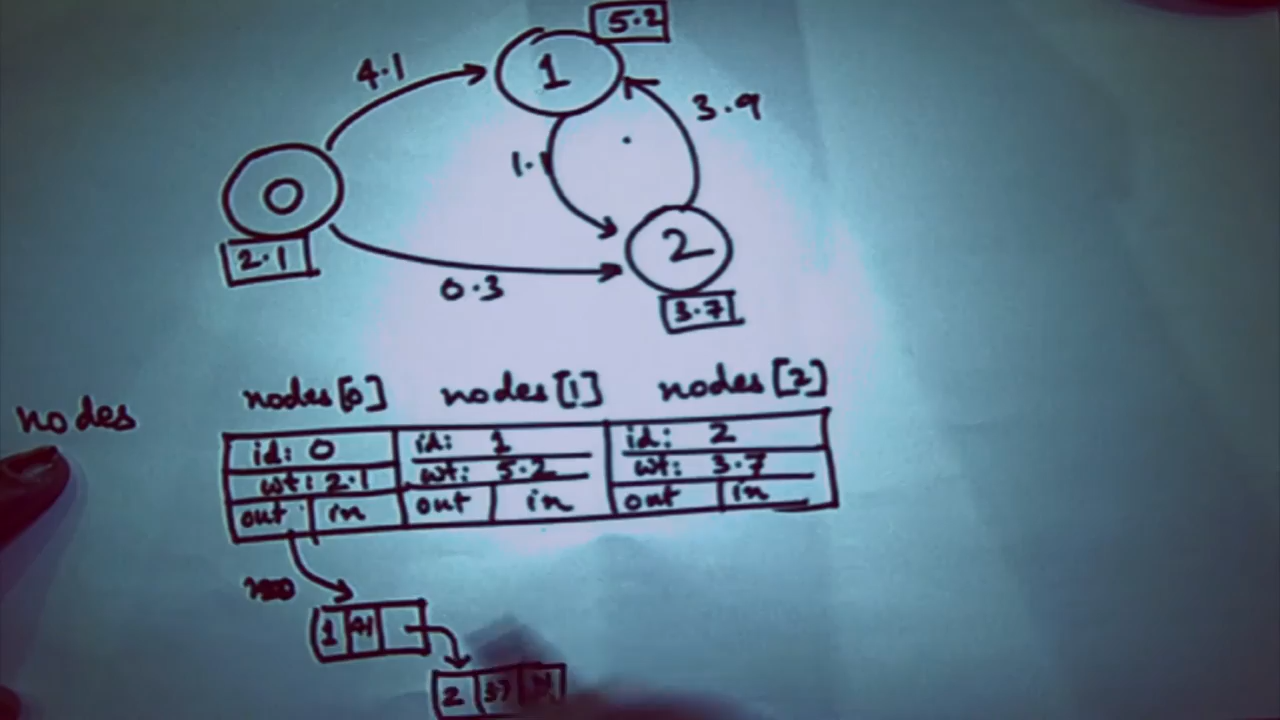 5.2
1
4.1
3.9
1.1
0
2
2.1
0.3
3.7
nodes[0] nodes[1] nodes[2]
nodes
id: 0 id: 1 id: 2
wt: 2.1 wt: 5.2 wt: 3.7
out in out in out in
1
2 37 N